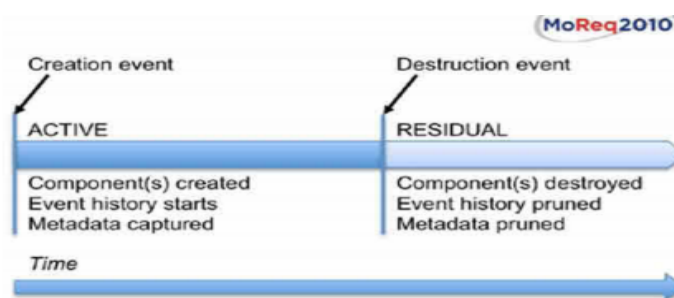 MoReq2010
Creation event
Destruction event
ACTIVE
RESIDUAL
Component(s) created
Event history starts
Metadata captured
Component(s) destroyed
Event history pruned
Metadata pruned
Time